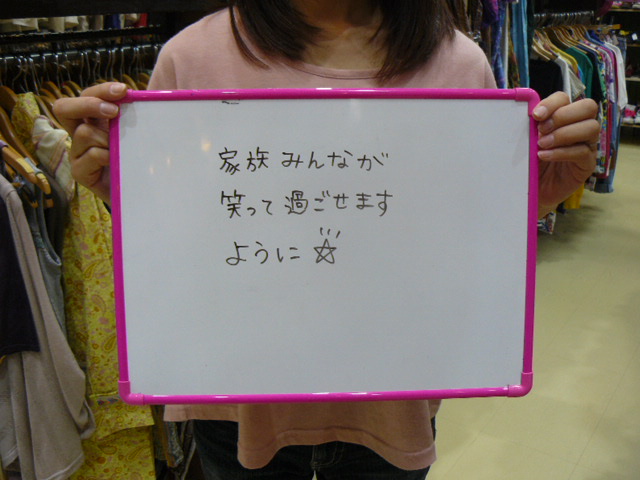 家族みんなが
笑って過ごせます
ように☆